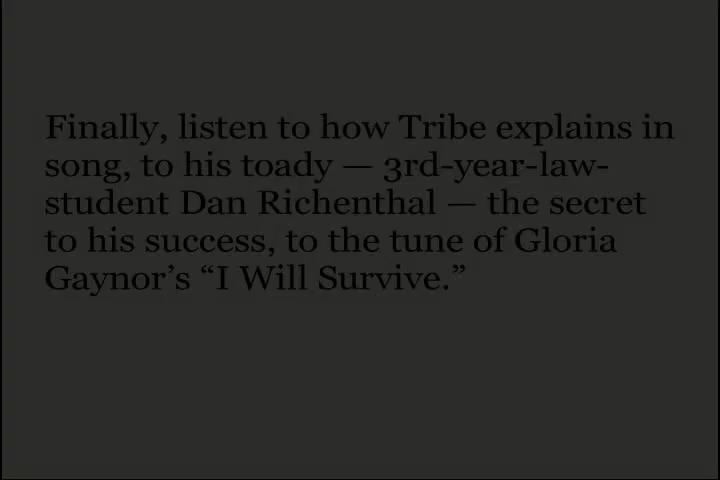 Finally, listen to how Tribe explains in
song, to his toady — 3rd-year-law-
student Dan Richenthal — the secret
to his success, to the tune of Gloria
Gaynor’s “I Will Survive.”